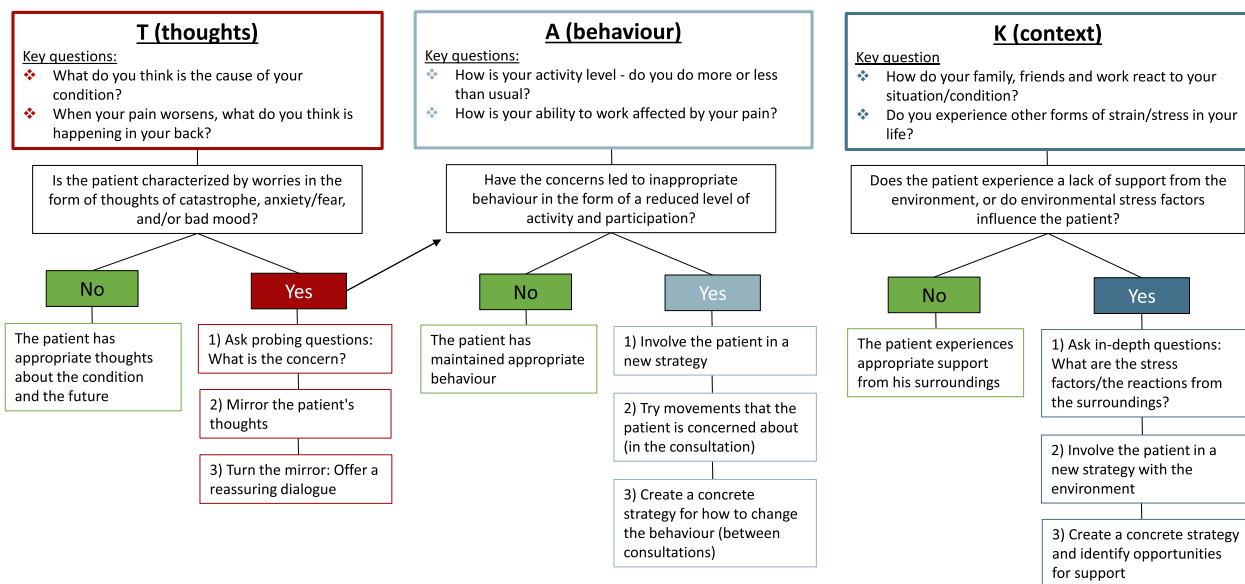 T (thoughts)
Key questions:
❖ What do you think is the cause of your
condition?
❖ When your pain worsens, what do you think is
happening in your back?
Is the patient characterized by worries in the
form of thoughts of catastrophe, anxiety/fear,
and/or bad mood?
No
Yes
The patient has
appropriate thoughts
about the condition
and the future
1) Ask probing questions:
What is the concern?
2) Mirror the patient's
thoughts
3) Turn the mirror: Offer a
reassuring dialogue
A (behaviour)
Key questions:
❖ How is your activity level - do you do more or less
than usual?
❖ How is your ability to work affected by your pain?
Have the concerns led to inappropriate
behaviour in the form of a reduced level of
activity and participation?
No
Yes
The patient has
maintained appropriate
behaviour
1) Involve the patient in a
new strategy
2) Try movements that the
patient is concerned about
(in the consultation)
3) Create a concrete
strategy for how to change
the behaviour (between
consultations)
K (context)
Key question
❖ How do your family, friends and work react to your
situation/condition?
❖ Do you experience other forms of strain/stress in your
life?
Does the patient experience a lack of support from the
environment, or do environmental stress factors
influence the patient?
No
Yes
The patient experiences
appropriate support
from his surroundings
1) Ask in-depth questions:
What are the stress
factors/the reactions from
the surroundings?
2) Involve the patient in a
new strategy with the
environment
3) Create a concrete strategy
and identify opportunities
for support